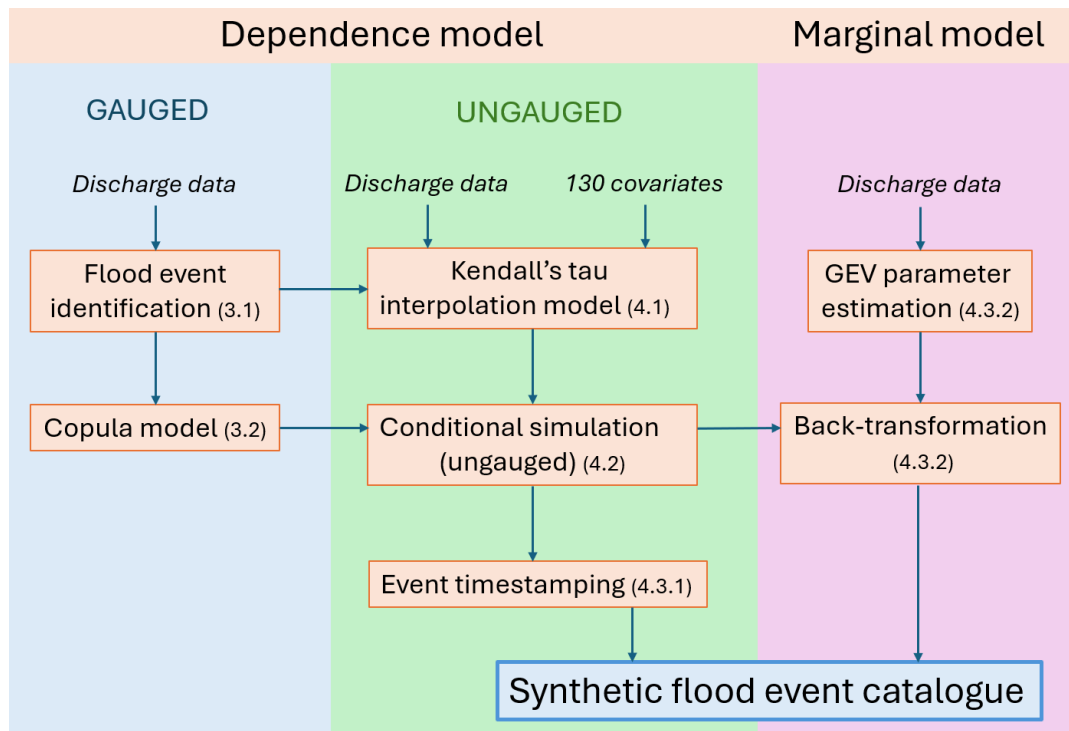 Dependence model
Marginal model
GAUGED
UNGAUGED
Discharge data
Discharge data
130 covariates
Discharge data
Flood event
identification (3.1)
Kendall’s tau
interpolation model (4.1)
GEV parameter
estimation (4.3.2)
Copula model (3.2)
Conditional simulation
(ungauged) (4.2)
Back-transformation
(4.3.2)
Event timestamping (4.3.1)
Synthetic flood event catalogue